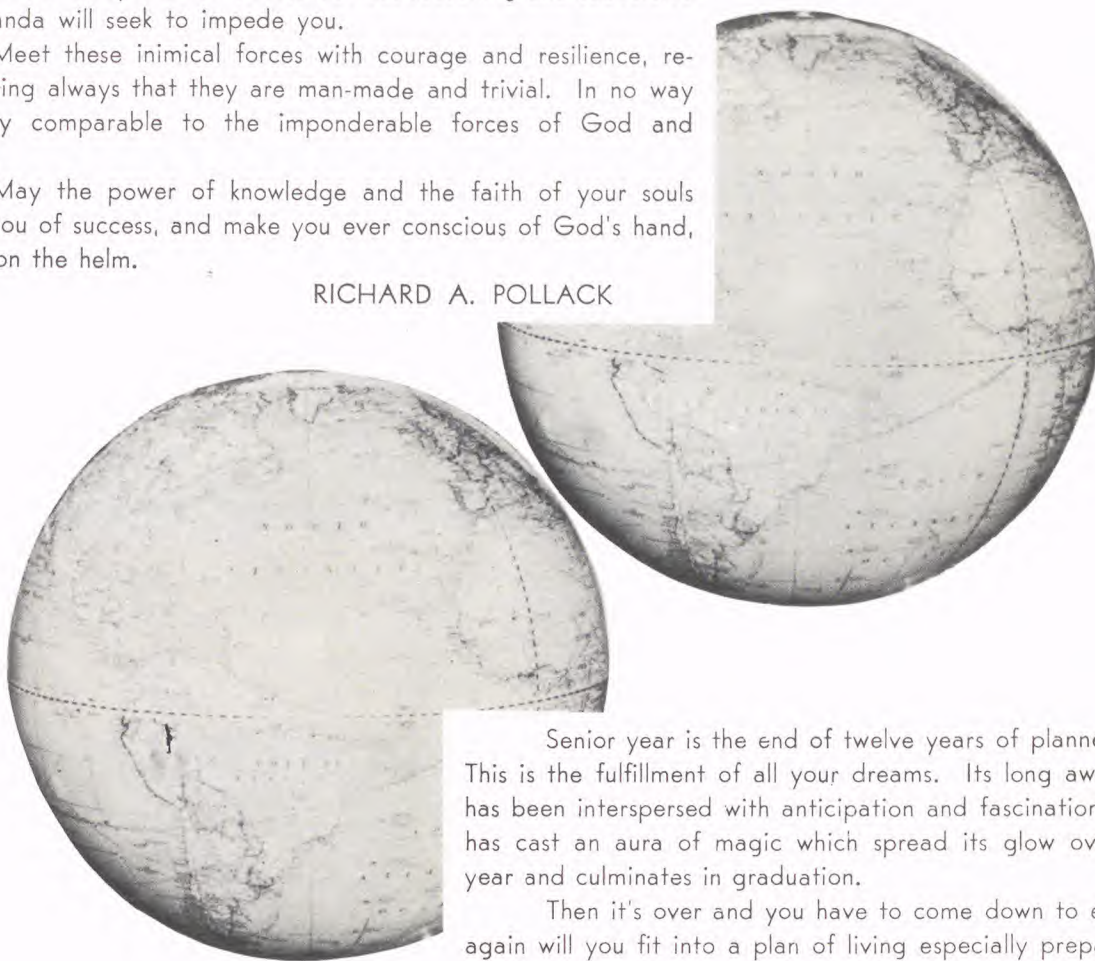 anda will seek to impede you.
Meet these inimical forces with courage and resilience, re-
ing always that they are man-made and trivial. In no way
y comparable to the imponderable forces of God and
May the power of knowledge and the faith of your souls
ou of success, and make you ever conscious of God's hand,
on the helm.
RICHARD A. POLLACK
NORTH
NORTH
Senior year is the end of twelve years of planne
This is the fulfillment of all your dreams. Its long aw
has been interspersed with anticipation and fascination
has cast an aura of magic which spread its glow ov
year and culminates in graduation.
Then it's over and you have to come down to e
again will you fit into a plan of living especially prep